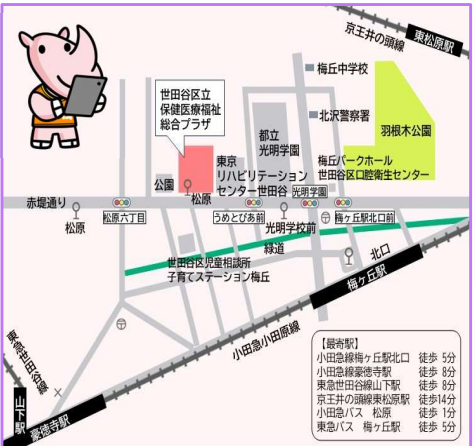 京王井の頭線
東松原駅
梅丘中学校
世田谷区立
保健医療福祉
総合プラザ
北沢警察署
羽根木公園
都立
光明学園
東京
リハビリテーション
センター世田谷
梅丘パークホール
世田谷区口腔衛生センター
公園
松原
光明学園
赤堤通り
松原
松原六丁目
うめとぴあ前
光明学校前
梅ヶ丘駅北口前
緑道
世田谷区児童相談所
子育てステーション梅丘
北口
梅ヶ丘駅
小田急小田原線
東急世田谷線
山下駅
豪徳寺駅
【最寄駅】
小田急線梅ヶ丘駅北口 徒歩 5分
小田急線豪徳寺駅 徒歩 8分
東急世田谷線山下駅 徒歩 8分
京王井の頭線東松原駅 徒歩14分
小田急バス 松原 徒歩 1分
東急バス 梅ヶ丘駅 徒歩 5分